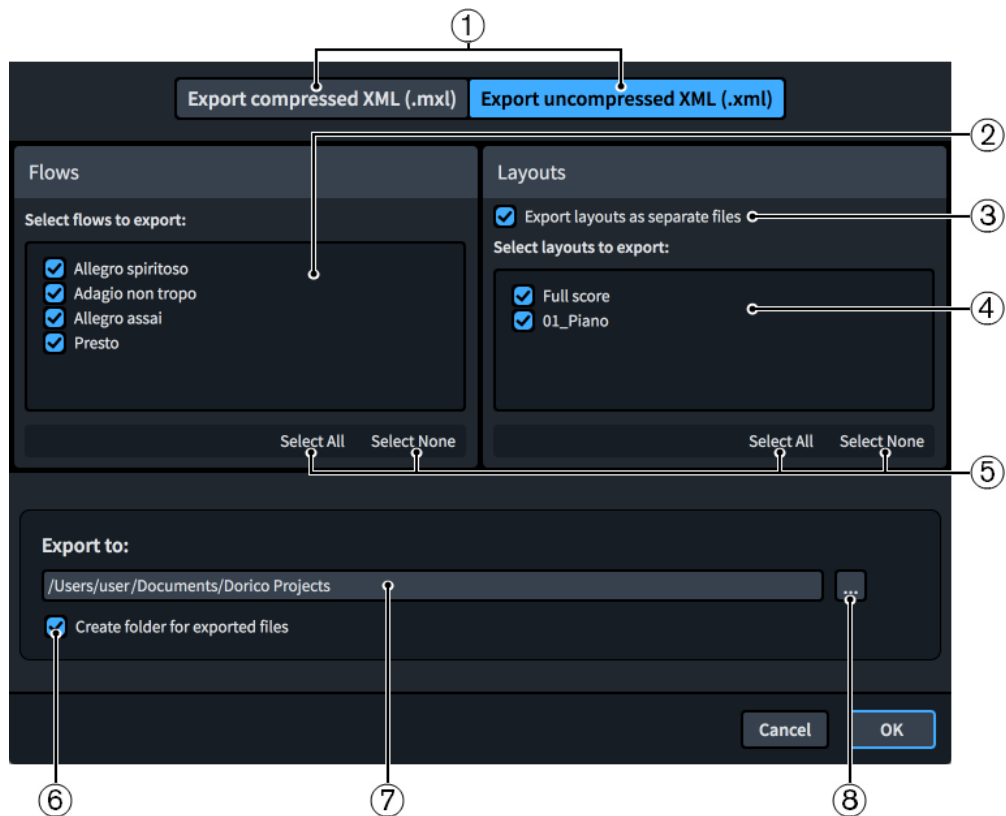 ①
Export compressed XML (.mxl) Export uncompressed XML (.xml)
②
Flows
Select flows to export:
Allegro spiritoso
Adagio non tropo
Allegro assai
Presto
Select All Select None
Layouts
Export layouts as separate files
③
Select layouts to export:
Full score
01_Piano
④
Select All Select None
⑤
Export to:
/Users/user/Documents/Dorico Projects
...
Create folder for exported files
Cancel OK
⑥ ⑦ ⑧